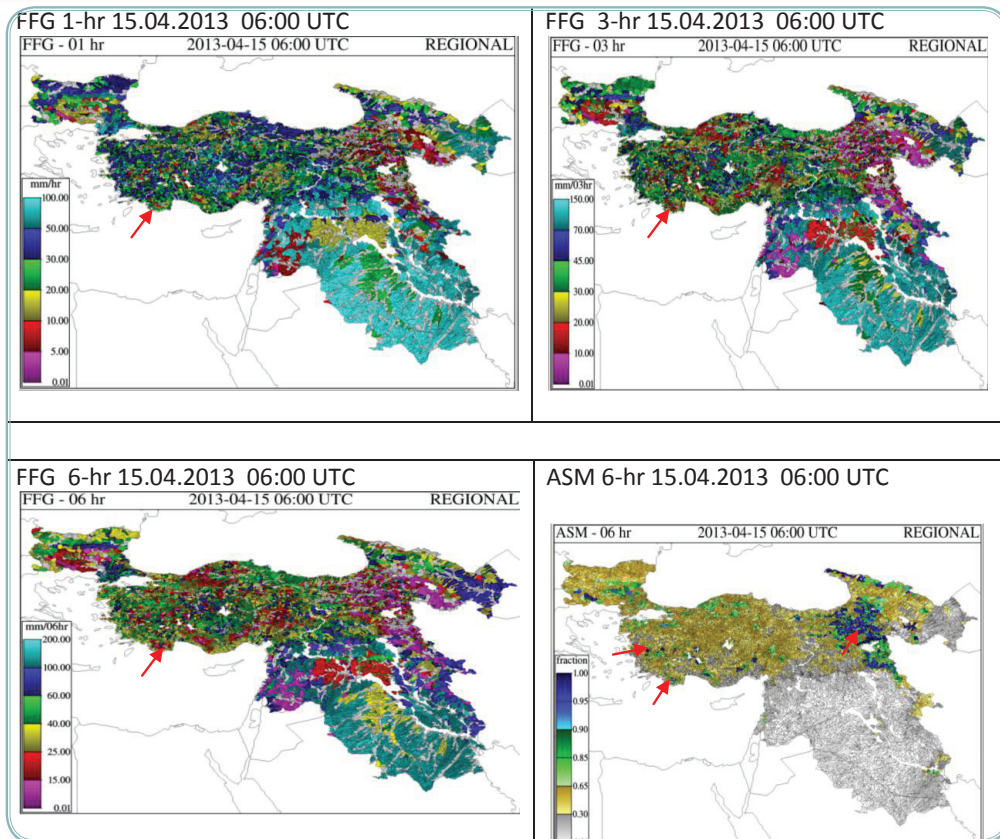 FFG 1-hr 15.04.2013 06:00 UTC
FFG - 01 hr 2013-04-15 06:00 UTC REGIONAL
mm/hr
100.00
50.00
30.00
20.00
10.00
5.00
0.01
FFG 3-hr 15.04.2013 06:00 UTC
FFG - 03 hr 2013-04-15 06:00 UTC REGIONAL
mm/03hr
150.00
70.00
45.00
30.00
20.00
10.00
0.01
FFG 6-hr 15.04.2013 06:00 UTC
FFG - 06 hr 2013-04-15 06:00 UTC REGIONAL
mm/06hr
200.00
100.00
60.00
40.00
25.00
15.00
0.01
ASM 6-hr 15.04.2013 06:00 UTC
ASM - 06 hr 2013-04-15 06:00 UTC REGIONAL
fraction
1.00
0.95
0.90
0.85
0.65
0.30